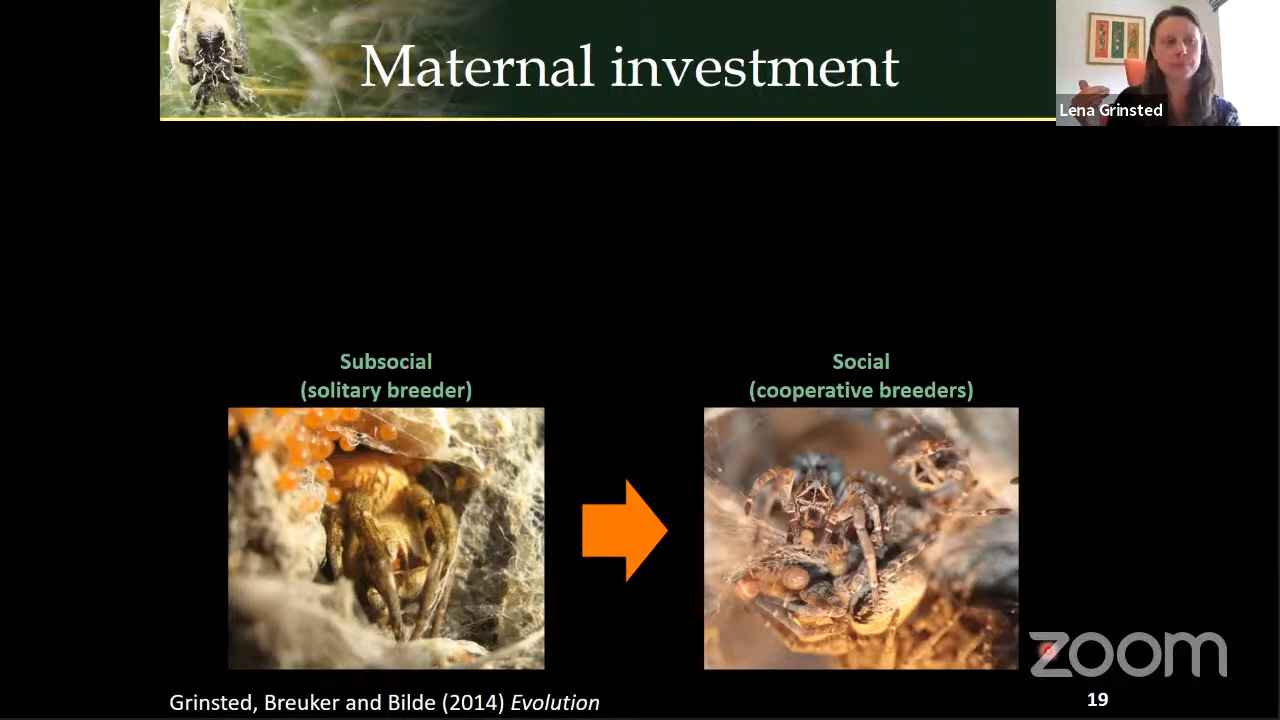 Maternal investment
Lena Grinsted
Subsocial
(solitary breeder)
Social
(cooperative breeders)
zoom
Grinsted, Breuker and Bilde (2014) Evolution
19